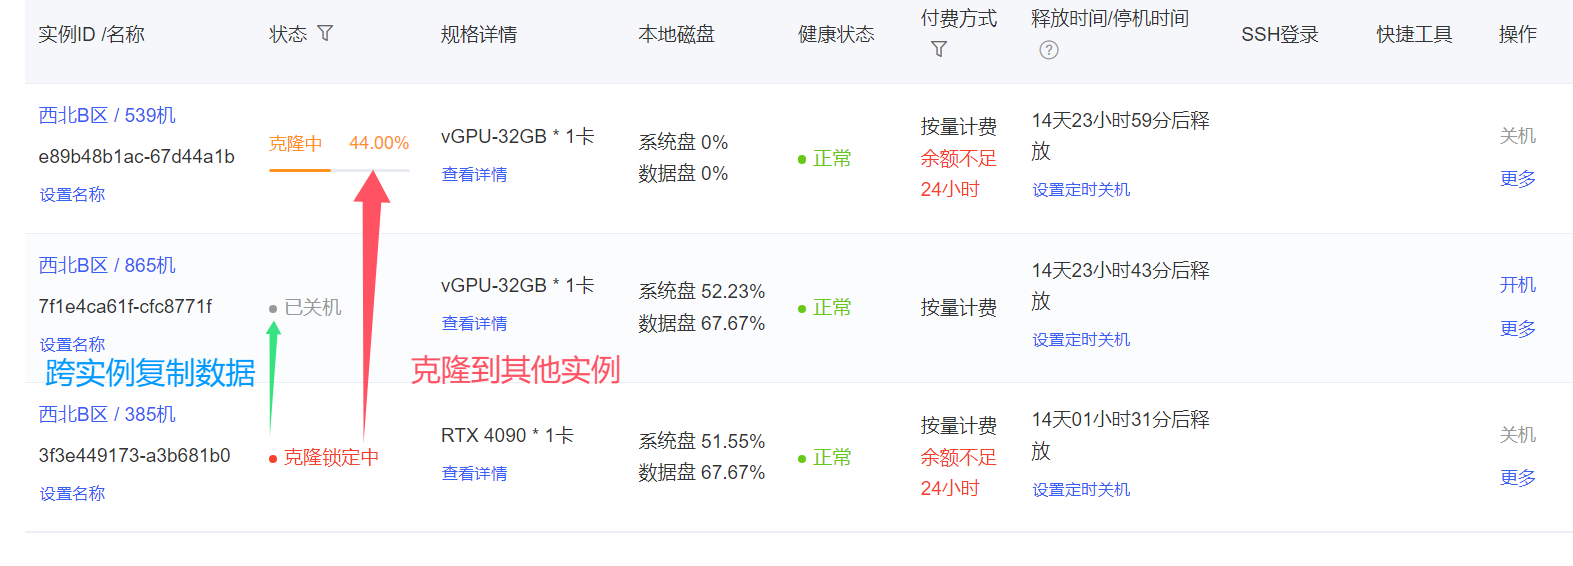 实例ID /名称 状态 规格详情 本地磁盘 健康状态 付费方式 释放时间/停机时间 ? SSH登录 快捷工具 操作
西北B区 / 539机
e89b48b1ac-67d44a1b
设置名称
克隆中 44.00%
vGPU-32GB * 1卡
查看详情
系统盘 0%
数据盘 0%
正常
按量计费
余额不足
24小时
14天23小时59分后释
放
设置定时关机
关机
更多
西北B区 / 865机
7f1e4ca61f-cfc8771f
设置名称
已关机
vGPU-32GB * 1卡
查看详情
系统盘 52.23%
数据盘 67.67%
正常
按量计费
14天23小时43分后释
放
设置定时关机
开机
更多
跨实例复制数据
克隆到其他实例
西北B区 / 385机
3f3e449173-a3b681b0
设置名称
克隆锁定中
RTX 4090 * 1卡
查看详情
系统盘 51.55%
数据盘 67.67%
正常
按量计费
余额不足
24小时
14天01小时31分后释
放
设置定时关机
关机
更多